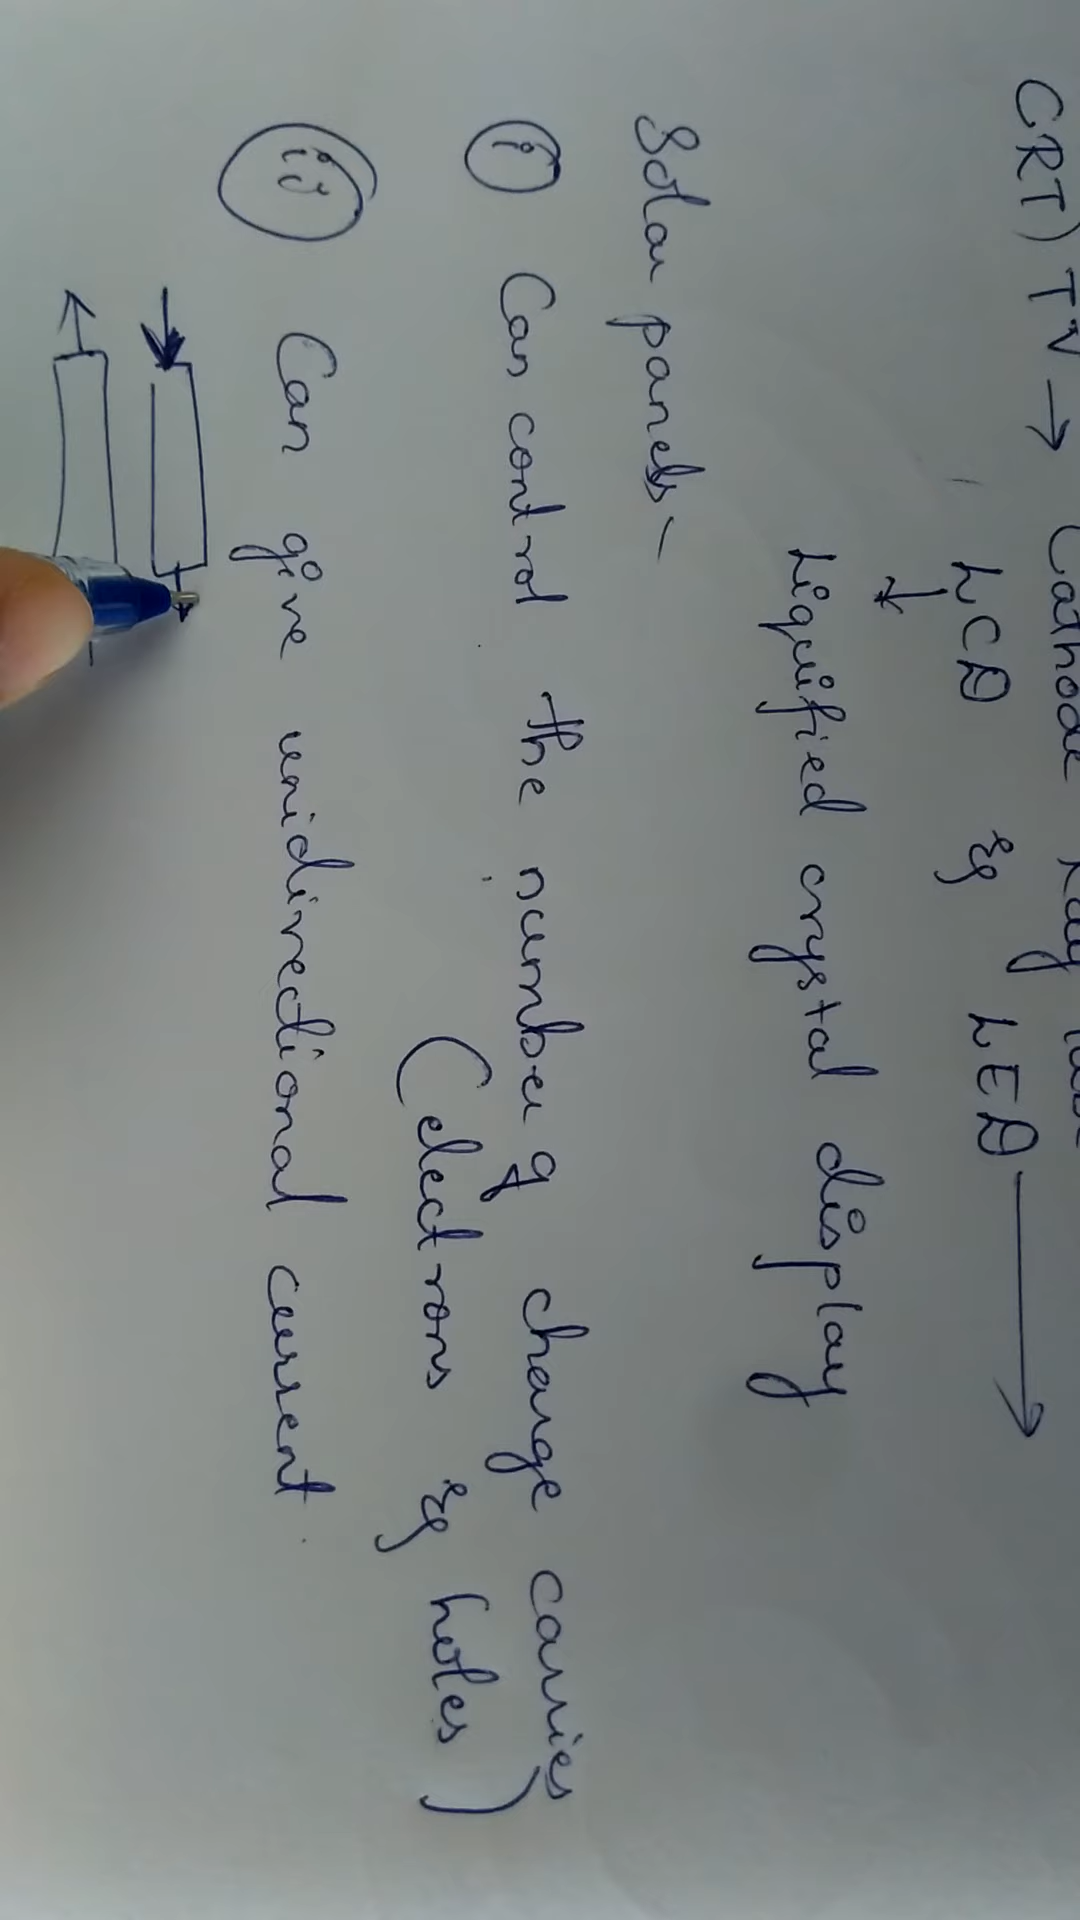 CRT) TV → Cathode Ray
LCD & LED →
↓
Liquified crystal display
Solar panels -
(i) Can control the number of charge carries
(electrons & holes)
(ii) Can give unidirectional current.